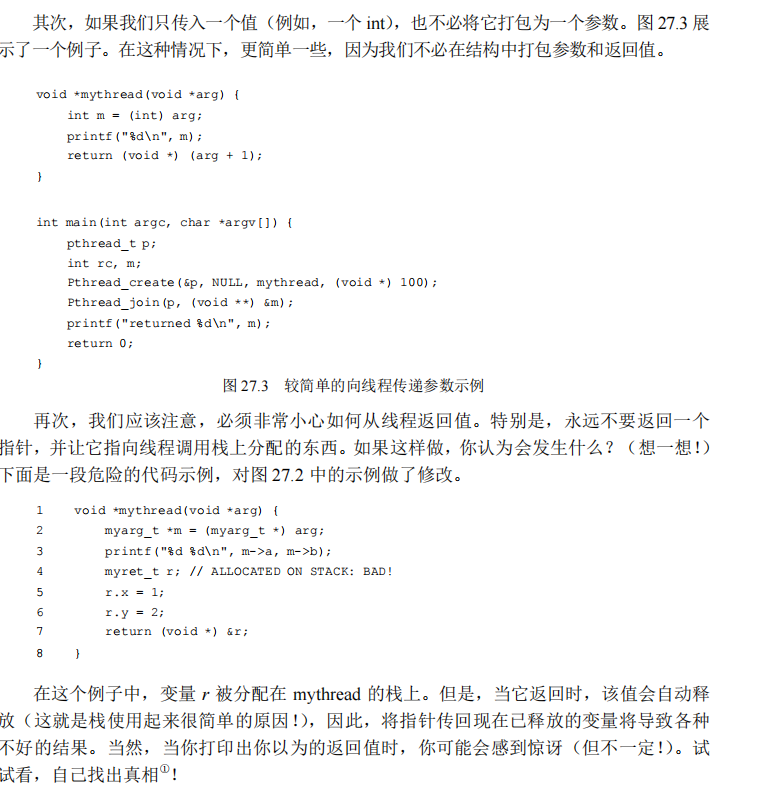 其次，如果我们只传入一个值（例如，一个 int），也不必将它打包为一个参数。图 27.3 展
示了一个例子。在这种情况下，更简单一些，因为我们不必在结构中打包参数和返回值。
void *mythread(void *arg) {
    int m = (int) arg;
    printf("%d\n", m);
    return (void *) (arg + 1);
}
int main(int argc, char *argv[]) {
    pthread_t p;
    int rc, m;
    Pthread_create(&p, NULL, mythread, (void *) 100);
    Pthread_join(p, (void **) &m);
    printf("returned %d\n", m);
    return 0;
}
图 27.3 较简单的向线程传递参数示例
再次，我们应该注意，必须非常小心如何从线程返回值。特别是，永远不要返回一个
指针，并让它指向线程调用栈上分配的东西。如果这样做，你认为会发生什么？（想一想！）
下面是一段危险的代码示例，对图 27.2 中的示例做了修改。
1    void *mythread(void *arg) {
2        myarg_t *m = (myarg_t *) arg;
3        printf("%d %d\n", m->a, m->b);
4        myret_t r; // ALLOCATED ON STACK: BAD!
5        r.x = 1;
6        r.y = 2;
7        return (void *) &r;
8    }
在这个例子中，变量 r 被分配在 mythread 的栈上。但是，当它返回时，该值会自动释
放（这就是栈使用起来很简单的原因！），因此，将指针传回现在已释放的变量将导致各种
不好的结果。当然，当你打印出你以为的返回值时，你可能会感到惊讶（但不一定！）。试
试看，自己找出真相①！